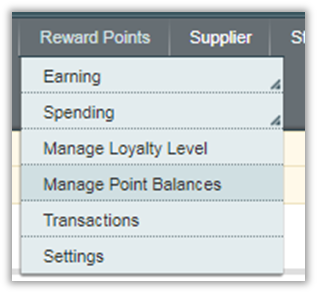 Reward Points Supplier
Earning
Spending
Manage Loyalty Level
Manage Point Balances
Transactions
Settings